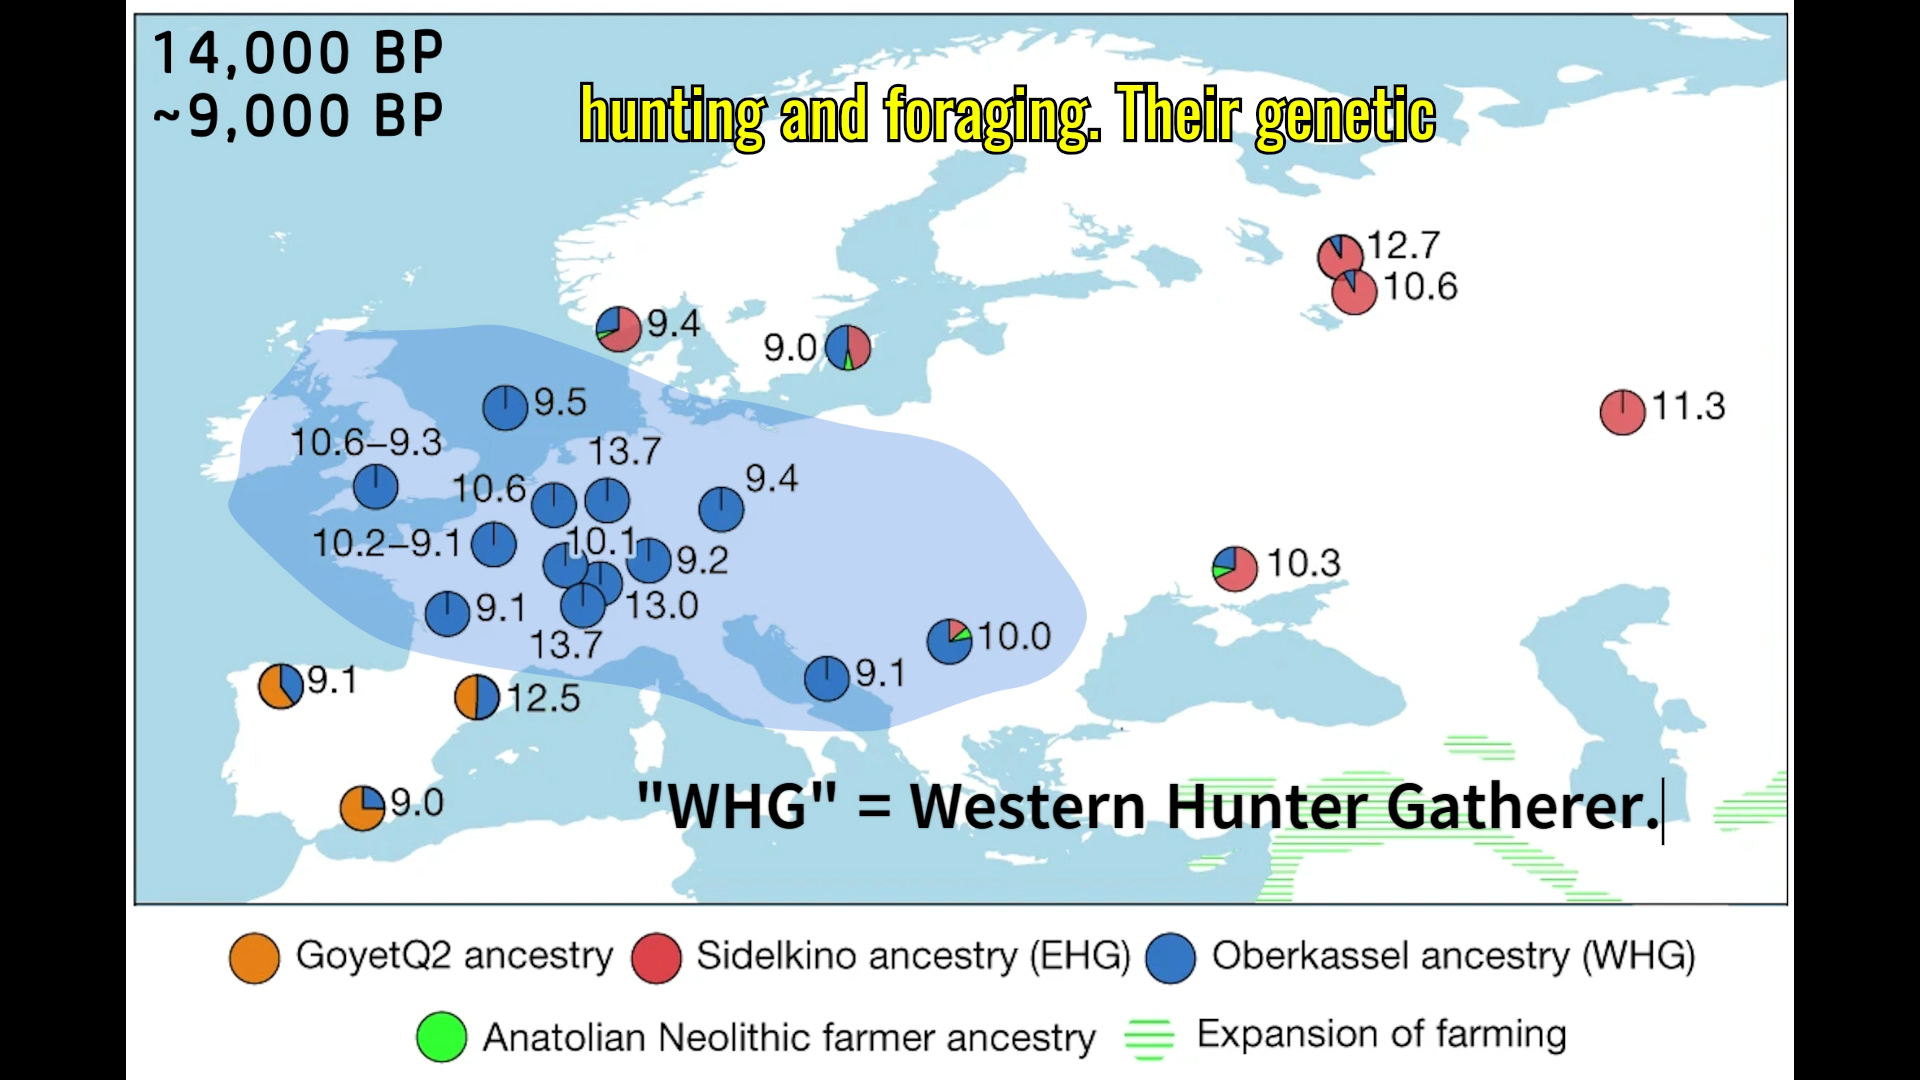 14,000 BP
~9,000 BP
hunting and foraging. Their genetic
12.7
10.6
9.4
9.0
11.3
9.5
10.6–9.3
13.7
10.6
9.4
10.2–9.1
10.1
9.2
10.3
9.1
13.0
13.7
10.0
9.1
9.1
12.5
9.0
"WHG" = Western Hunter Gatherer.
GoyetQ2 ancestry
Sidelkino ancestry (EHG)
Oberkassel ancestry (WHG)
Anatolian Neolithic farmer ancestry
Expansion of farming